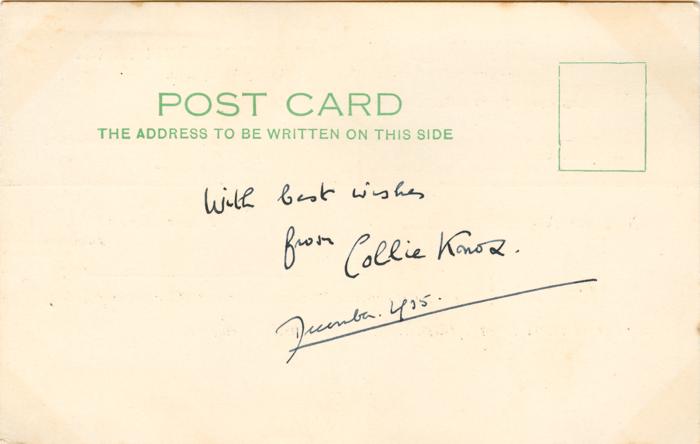 POST CARD
THE ADDRESS TO BE WRITTEN ON THIS SIDE
With best wishes
from Collie Knox.
December. 1935.